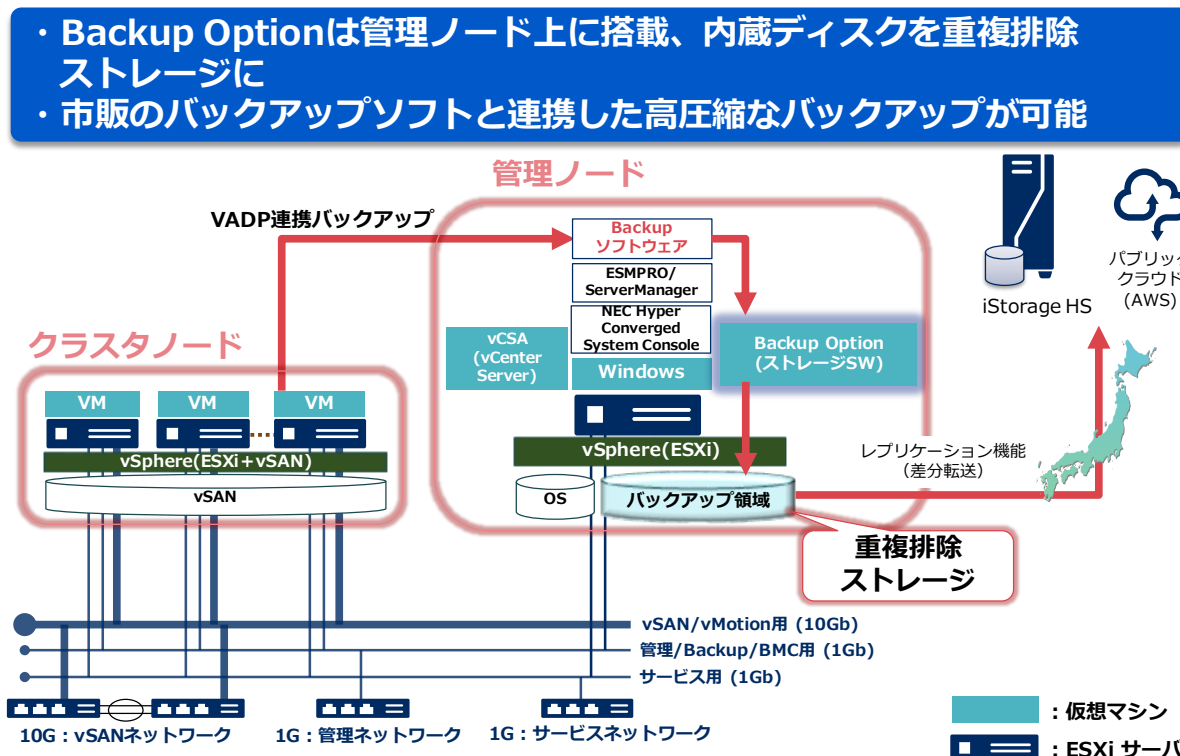 ・Backup Optionは管理ノード上に搭載、内蔵ディスクを重複排除
ストレージに
・市販のバックアップソフトと連携した高圧縮なバックアップが可能
管理ノード
VADP連携バックアップ
Backup
ソフトウェア
ESMPRO/
ServerManager
NEC Hyper
Converged
System Console
vCSA
(vCenter
Server)
Windows
Backup Option
(ストレージSW)
iStorage HS
パブリック
クラウド
(AWS)
クラスタノード
VM
VM
VM
vSphere(ESXi+vSAN)
vSAN
vSphere(ESXi)
OS
バックアップ領域
レプリケーション機能
(差分転送)
重複排除
ストレージ
vSAN/vMotion用 (10Gb)
管理/Backup/BMC用 (1Gb)
サービス用 (1Gb)
10G:vSANネットワーク
1G:管理ネットワーク
1G:サービスネットワーク
:仮想マシン
:ESXi サーバ